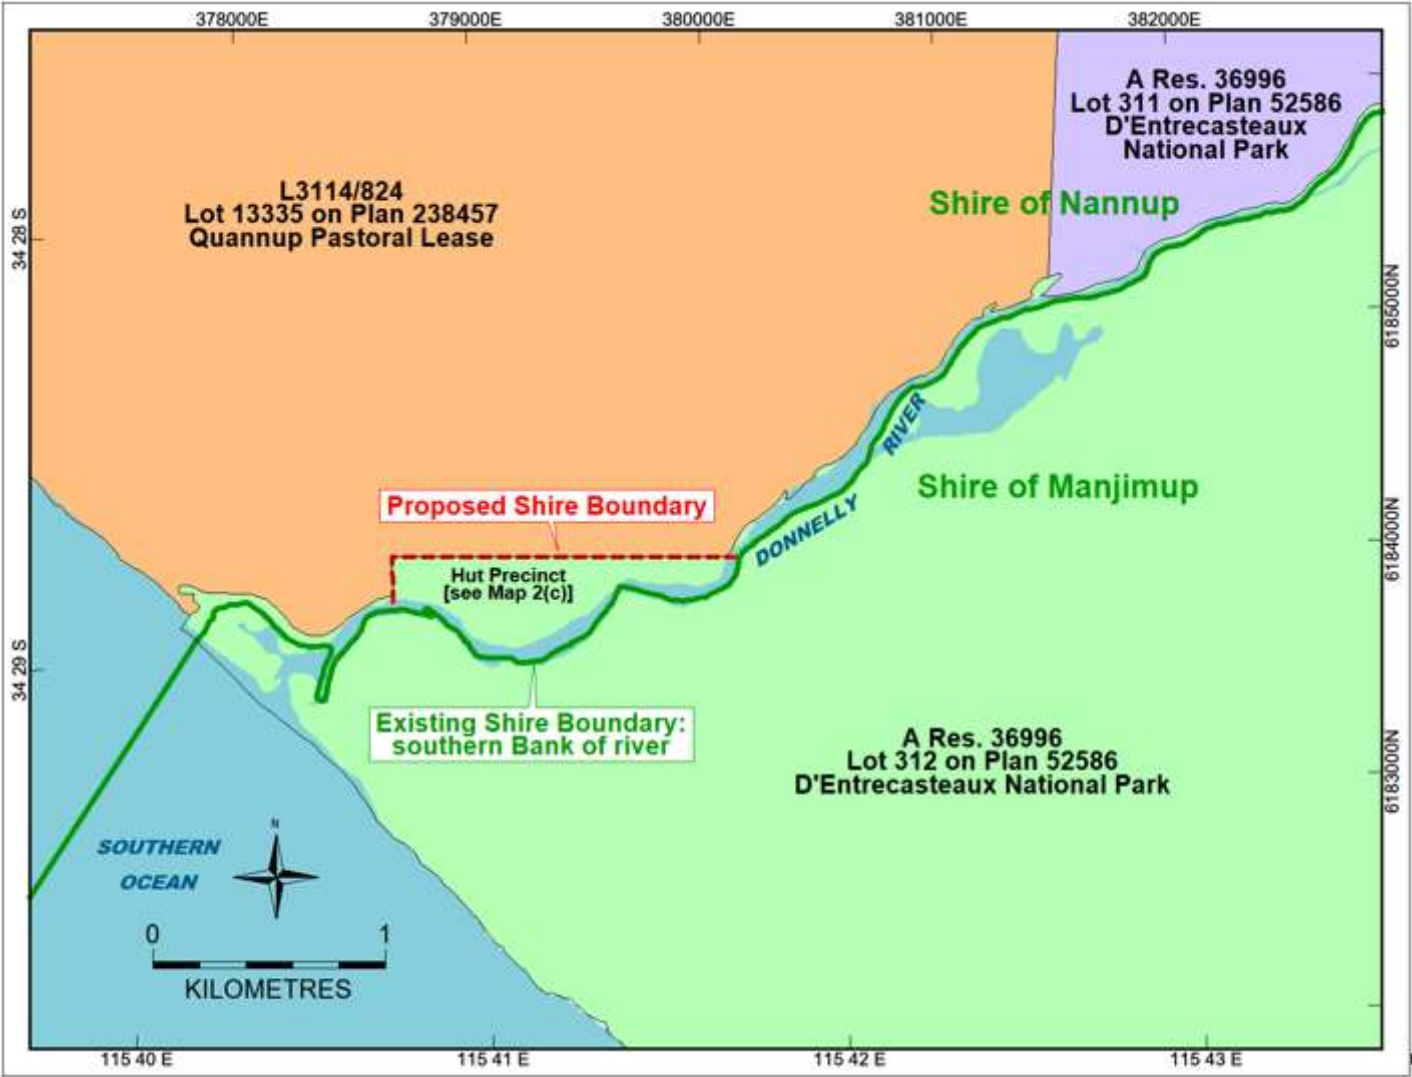 378000E
379000E
380000E
381000E
382000E
A Res. 36996
Lot 311 on Plan 52586
D'Entrecasteaux
National Park
L3114/824
Lot 13335 on Plan 238457
Quannup Pastoral Lease
Shire of Nannup
34 28 S
6185000N
RIVER
Shire of Manjimup
Proposed Shire Boundary
DONNELLY
6184000N
Hut Precinct
[see Map 2(c)]
34 29 S
Existing Shire Boundary:
southern Bank of river
A Res. 36996
Lot 312 on Plan 52586
D'Entrecasteaux National Park
6183000N
N
SOUTHERN
OCEAN
0
1
KILOMETRES
115 40 E
115 41 E
115 42 E
115 43 E